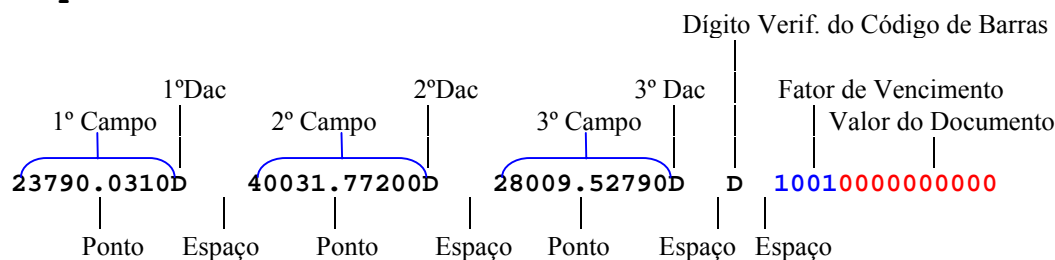 Dígito Verif. do Código de Barras
1ºDac 2ºDac 3º Dac Fator de Vencimento
1º Campo 2º Campo 3º Campo Valor do Documento
23790.0310D 40031.77200D 28009.52790D D 10010000000000
Ponto Espaço Ponto Espaço Ponto Espaço Espaço